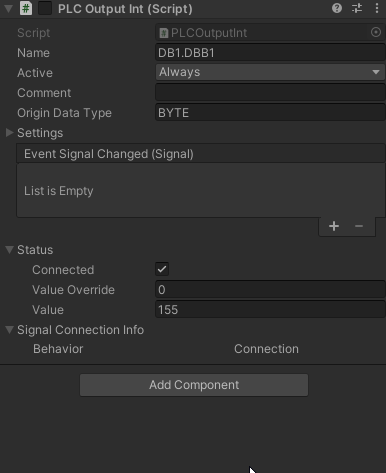 PLC Output Int (Script)
Script PLCOutputInt
Name DB1.DBB1
Active Always
Comment
Origin Data Type BYTE
Settings
Event Signal Changed (Signal)
List is Empty
+ −
Status
Connected
Value Override 0
Value 155
Signal Connection Info
Behavior Connection
Add Component